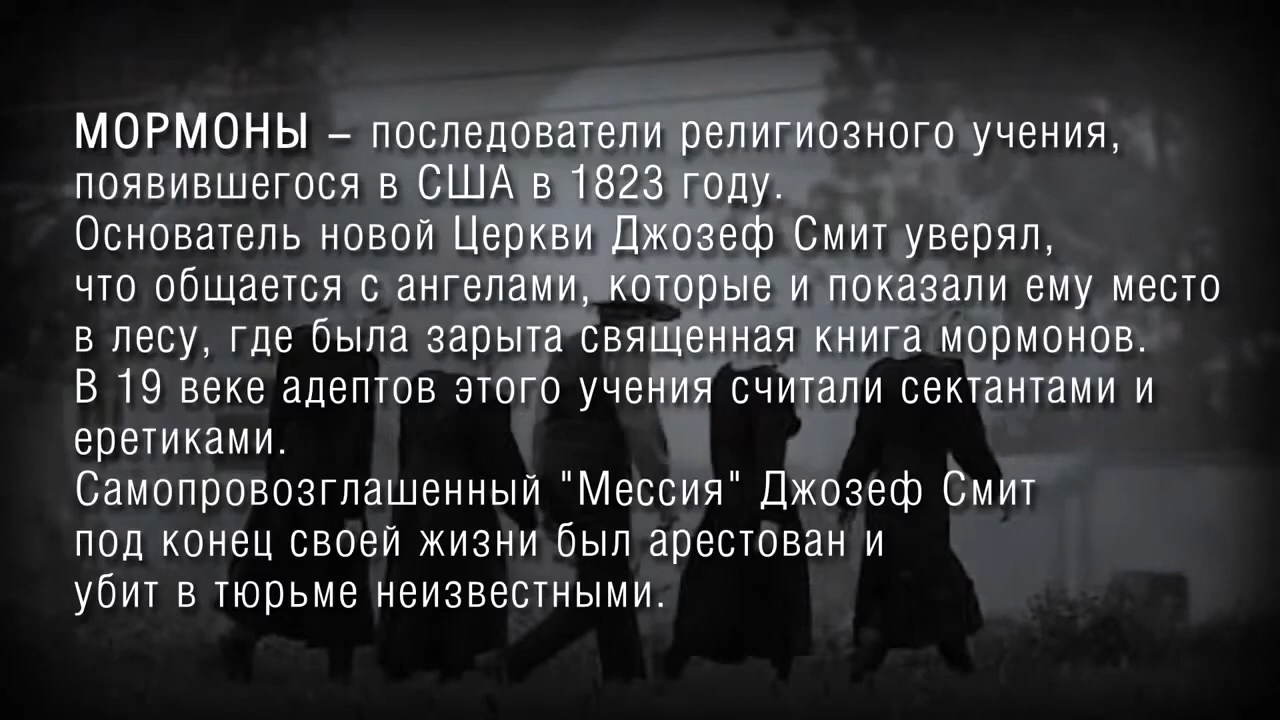 МОРМОНЫ – последователи религиозного учения,
появившегося в США в 1823 году.
Основатель новой Церкви Джозеф Смит уверял,
что общается с ангелами, которые и показали ему место
в лесу, где была зарыта священная книга мормонов.
В 19 веке адептов этого учения считали сектантами и
еретиками.
Самопровозглашенный "Мессия" Джозеф Смит
под конец своей жизни был арестован и
убит в тюрьме неизвестными.